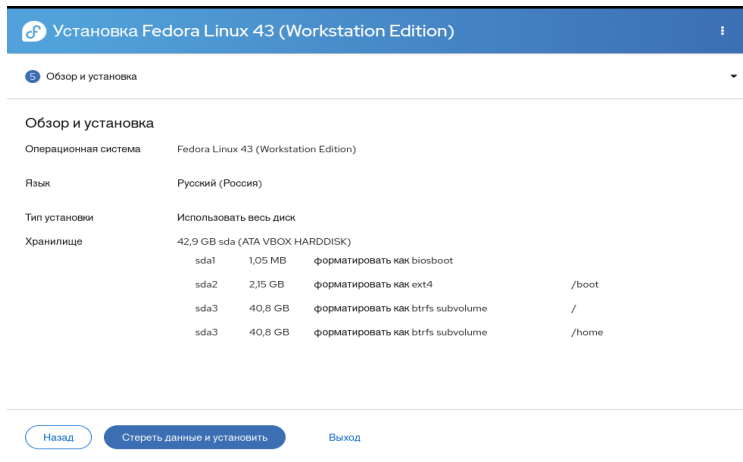 Установка Fedora Linux 43 (Workstation Edition)
5 Обзор и установка
Обзор и установка
Операционная система Fedora Linux 43 (Workstation Edition)
Язык Русский (Россия)
Тип установки Использовать весь диск
Хранилище 42,9 GB sda (ATA VBOX HARDDISK)
sda1 1,05 MB форматировать как biosboot
sda2 2,15 GB форматировать как ext4 /boot
sda3 40,8 GB форматировать как btrfs subvolume /
sda3 40,8 GB форматировать как btrfs subvolume /home
Назад Стереть данные и установить Выход